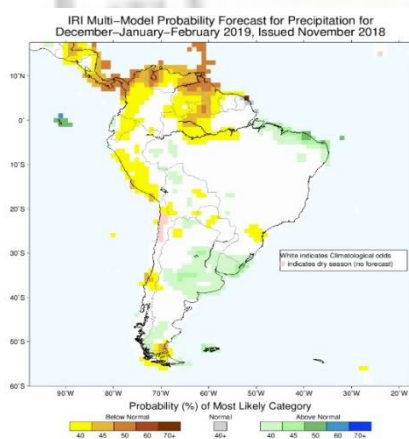 IRI Multi-Model Probability Forecast for Precipitation for
December-January-February 2019, Issued November 2018
10°N
0°
10°S
20°S
30°S
40°S
50°S
60°S
White indicates Climatological odds
indicates dry season (no forecast)
90°W 80°W 70°W 60°W 50°W 40°W 30°W 20°W
Probability (%) of Most Likely Category
Below Normal Normal Above Normal
40 45 50 60 70+ 40+ 40 45 50 60 70+